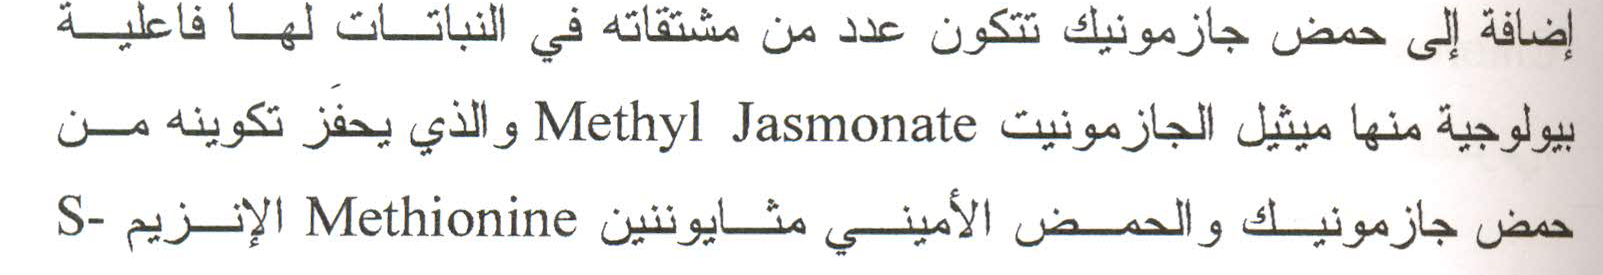 إضافة إلى حمض جازمونيك تتكون عدد من مشتقاته في النباتات لها فاعلية
بيولوجية منها ميثيل الجازمونيت Methyl Jasmonate والذي يحفَز تكوينه من
حمض جازمونيك والحمض الأميني مثايوننين Methionine الإنزيم S-